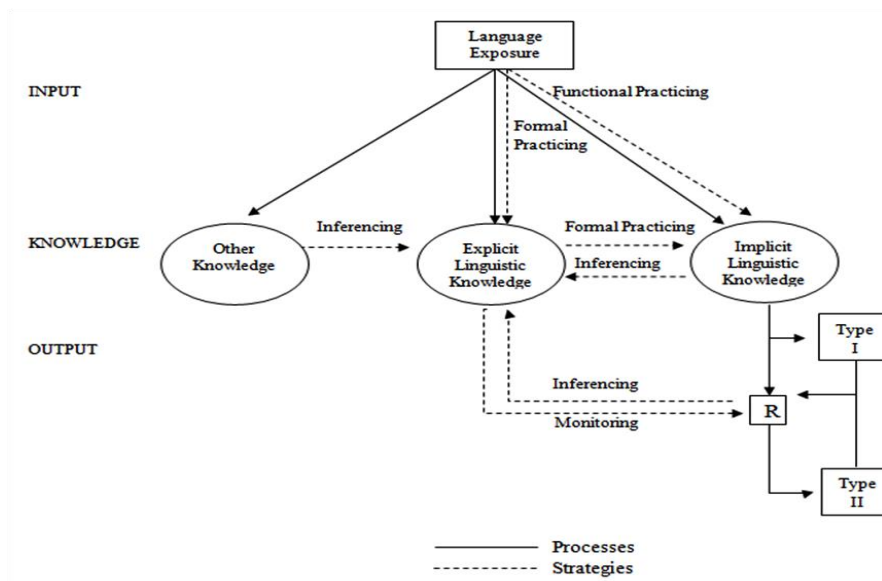 Language
Exposure
INPUT
Functional Practicing
Formal
Practicing
KNOWLEDGE
Other
Knowledge
Inferencing
Explicit
Linguistic
Knowledge
Formal Practicing
Inferencing
Implicit
Linguistic
Knowledge
OUTPUT
Type
I
Inferencing
R
Monitoring
Type
II
Processes
Strategies